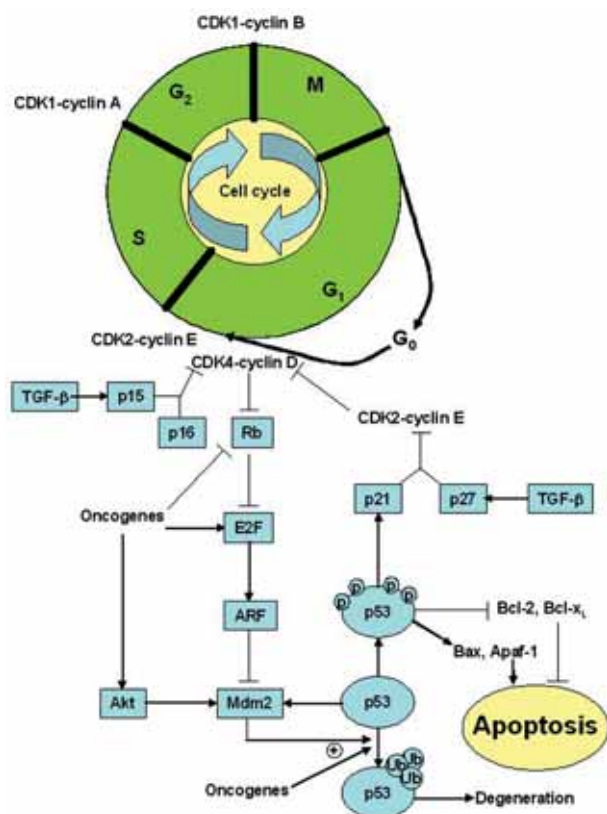 CDK1-cyclin B
CDK1-cyclin A
G₂
M
Cell cycle
S
G₁
G₀
CDK2-cyclin E
CDK4-cyclin D
TGF-β
p15
p16
Rb
CDK2-cyclin E
p21
p27
TGF-β
Oncogenes
E2F
p
p
p
p
p53
Bcl-2, Bcl-xL
ARF
Bax, Apaf-1
Akt
Mdm2
p53
Apoptosis
+
Oncogenes
Ub
Ub
Ub
p53
Degeneration